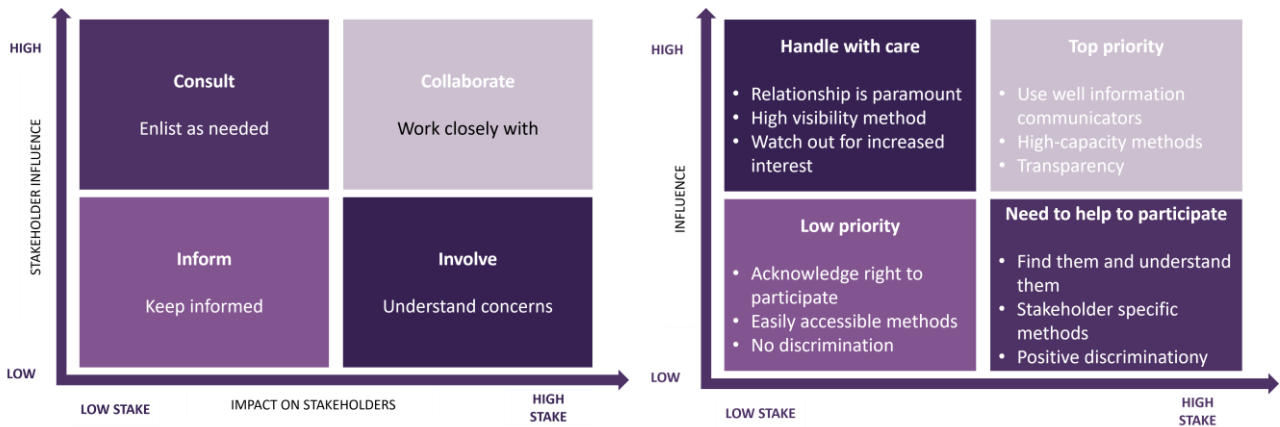 HIGH
STAKEHOLDER INFLUENCE
LOW
Consult
Enlist as needed
Collaborate
Work closely with
Inform
Keep informed
Involve
Understand concerns
LOW STAKE
IMPACT ON STAKEHOLDERS
HIGH
STAKE
HIGH
INFLUENCE
LOW
Handle with care
• Relationship is paramount
• High visibility method
• Watch out for increased
interest
Top priority
• Use well information
communicators
• High-capacity methods
• Transparency
Low priority
• Acknowledge right to
participate
• Easily accessible methods
• No discrimination
Need to help to participate
• Find them and understand
them
• Stakeholder specific
methods
• Positive discriminationy
LOW STAKE
HIGH
STAKE